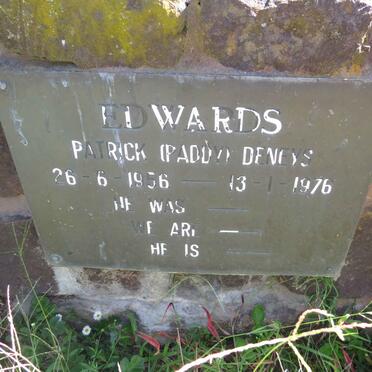 EDWARDS
PATRICK (PADDY) DENEYS
26-6-1956 — 13-1-1976
HE WAS —
WE ARE —
HE IS —